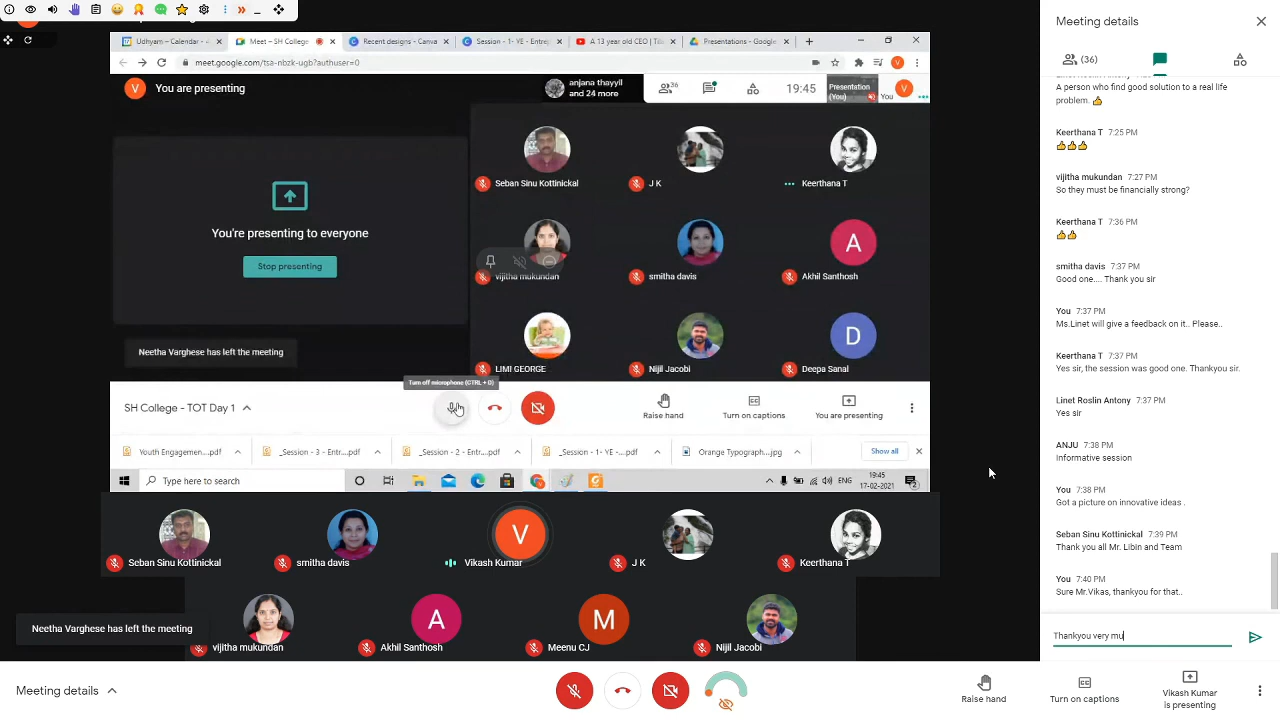 Udhyam – Calendar -
Meet – SH College
Recent designs - Canva
Session - 1- VE - Entrep
A 13 year old CEO | Tila
Presentations - Google
meet.google.com/tsa-nbzk-ugb?authuser=0
V
You are presenting
anjana thayyil
and 24 more
36
19:45
Presentation
(You)
You
V
You're presenting to everyone
Stop presenting
Seban Sinu Kottinickal
J K
Keerthana T
vijitha mukundan
smitha davis
A
Akhil Santhosh
LIMI GEORGE
Nijil Jacobi
D
Deepa Sanal
Neetha Varghese has left the meeting
Turn off microphone (CTRL + D)
SH College - TOT Day 1
Raise hand
Turn on captions
You are presenting
Youth Engagemen....pdf
_Session - 3 - Entr....pdf
_Session - 2 - Entr....pdf
_Session - 1- VE -....pdf
Orange Typograph....jpg
Show all
Type here to search
ENG
19:45
17-02-2021
2
Seban Sinu Kottinickal
smitha davis
V
Vikash Kumar
J K
Keerthana T
Neetha Varghese has left the meeting
vijitha mukundan
A
Akhil Santhosh
M
Meenu CJ
Nijil Jacobi
Meeting details
Raise hand
Turn on captions
Vikash Kumar
is presenting
Meeting details
(36)
A person who find good solution to a real life
problem. 👍
Keerthana T 7:25 PM
👍👍👍
vijitha mukundan 7:27 PM
So they must be financially strong?
Keerthana T 7:36 PM
👍👍
smitha davis 7:37 PM
Good one.... Thank you sir
You 7:37 PM
Ms.Linet will give a feedback on it.. Please..
Keerthana T 7:37 PM
Yes sir, the session was good one. Thankyou sir.
Linet Roslin Antony 7:37 PM
Yes sir
ANJU 7:38 PM
Informative session
You 7:38 PM
Got a picture on innovative ideas .
Seban Sinu Kottinickal 7:39 PM
Thank you all Mr. Libin and Team
You 7:40 PM
Sure Mr.Vikas, thankyou for that..
Thankyou very mu